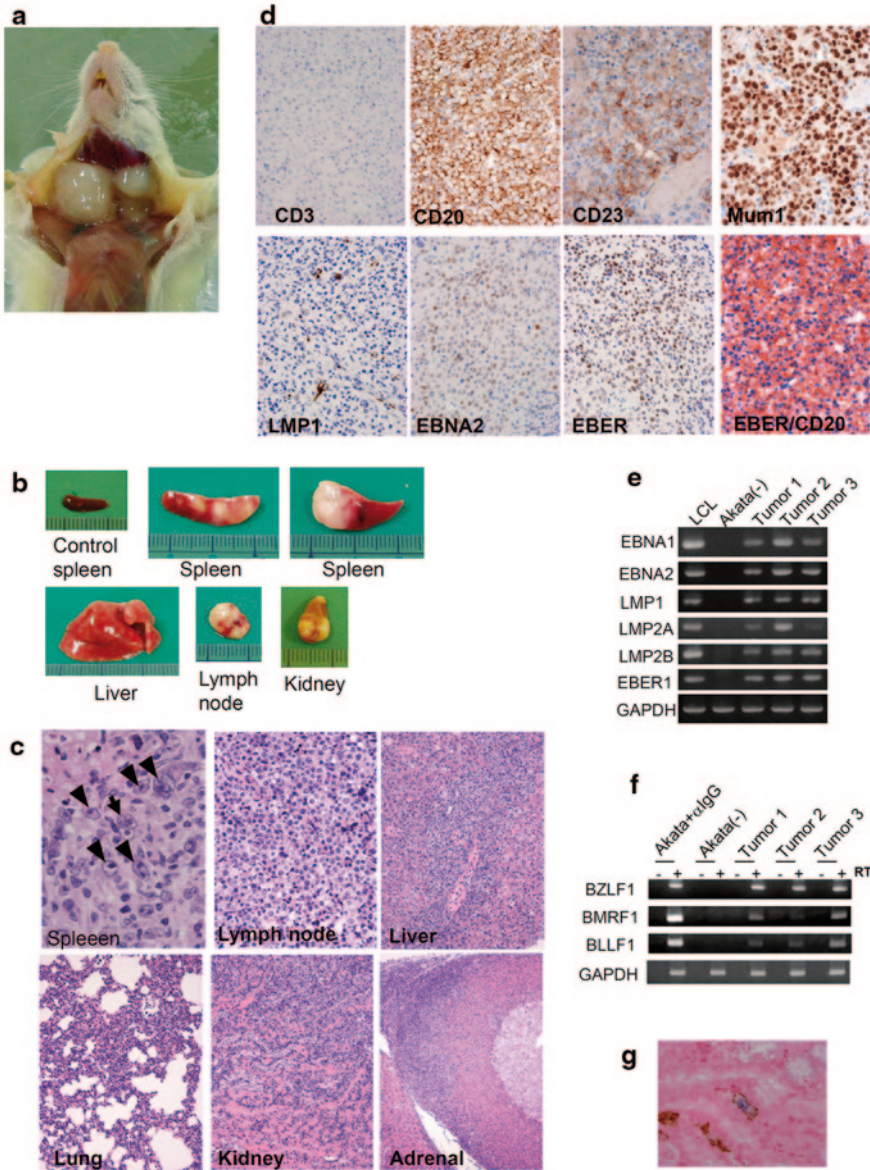 a
d
CD3 CD20 CD23 Mum1
LMP1 EBNA2 EBER EBER/CD20
b
Control spleen Spleen Spleen
Liver Lymph node Kidney
c
Spleeen Lymph node Liver
Lung Kidney Adrenal
e
LCL Akata(-) Tumor 1 Tumor 2 Tumor 3
EBNA1
EBNA2
LMP1
LMP2A
LMP2B
EBER1
GAPDH
f
Akata+αIgG Akata(-) Tumor 1 Tumor 2 Tumor 3
- + - + - + - + - + RT
BZLF1
BMRF1
BLLF1
GAPDH
g